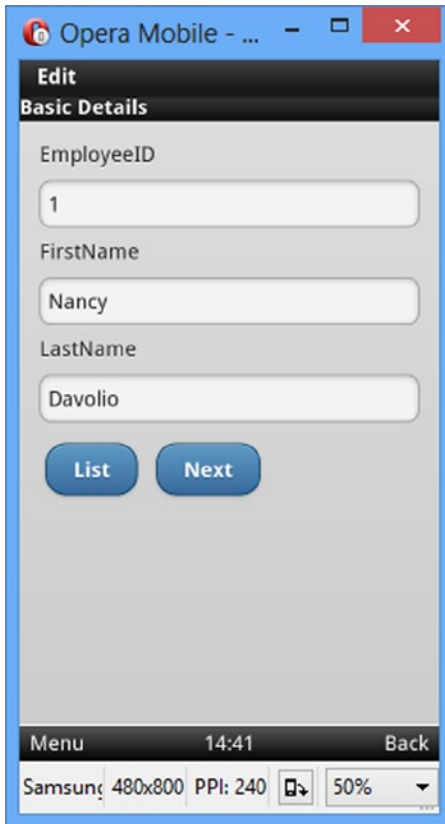 Opera Mobile - ...
Edit
Basic Details
EmployeeID
1
FirstName
Nancy
LastName
Davolio
List Next
Menu 14:41 Back
Samsung 480x800 PPI: 240 50%